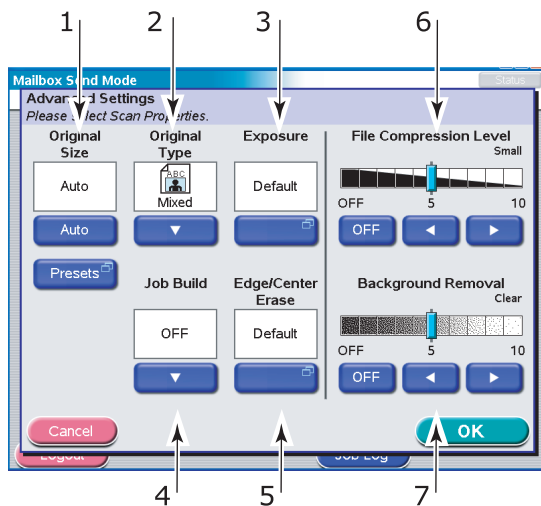 1 2 3 6
Mailbox Send Mode
Status
Advanced Settings
Please Select Scan Properties.
Original Size
Original Type
Exposure
File Compression Level
Small
Auto
ABC
Mixed
Default
OFF 5 10
Auto
OFF
Presets
Job Build
Edge/Center Erase
Background Removal
Clear
OFF
Default
OFF 5 10
OFF
Cancel
OK
Logout
Job Log
4 5 7